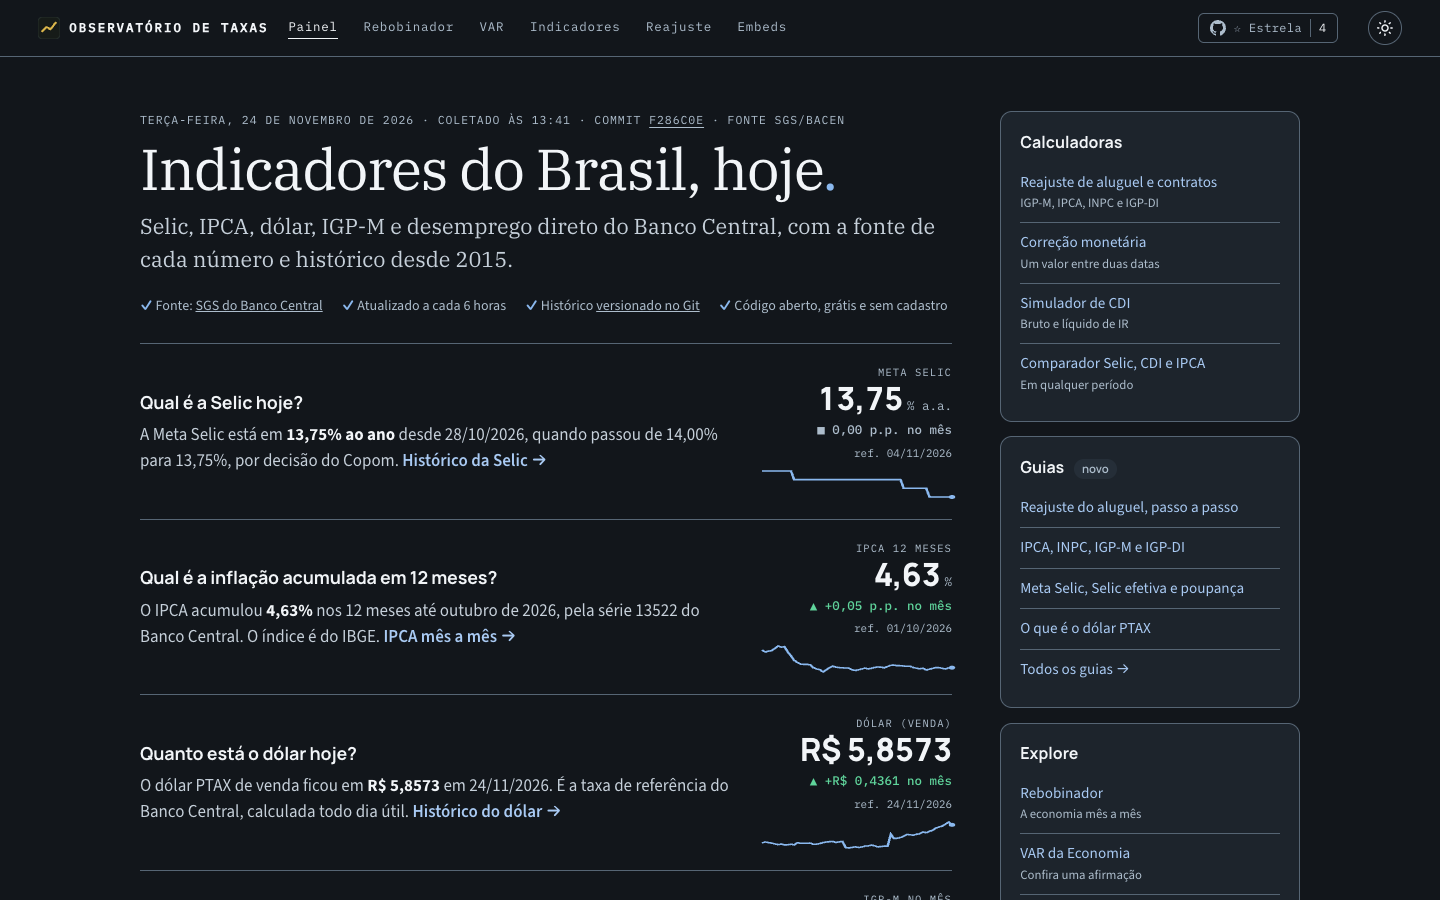 OBSERVATÓRIO DE TAXAS
Painel
Rebobinador
VAR
Indicadores
Reajuste
Embeds
☆ Estrela | 4
TERÇA-FEIRA, 24 DE NOVEMBRO DE 2026 · COLETADO ÀS 13:41 · COMMIT F286C0E · FONTE SGS/BACEN
Indicadores do Brasil, hoje.
Selic, IPCA, dólar, IGP-M e desemprego direto do Banco Central, com a fonte de
cada número e histórico desde 2015.
✓ Fonte: SGS do Banco Central
✓ Atualizado a cada 6 horas
✓ Histórico versionado no Git
✓ Código aberto, grátis e sem cadastro
Qual é a Selic hoje?
A Meta Selic está em 13,75% ao ano desde 28/10/2026, quando passou de 14,00%
para 13,75%, por decisão do Copom. Histórico da Selic →
META SELIC
13,75 % a.a.
■ 0,00 p.p. no mês
ref. 04/11/2026
Qual é a inflação acumulada em 12 meses?
O IPCA acumulou 4,63% nos 12 meses até outubro de 2026, pela série 13522 do
Banco Central. O índice é do IBGE. IPCA mês a mês →
IPCA 12 MESES
4,63 %
▲ +0,05 p.p. no mês
ref. 01/10/2026
Quanto está o dólar hoje?
O dólar PTAX de venda ficou em R$ 5,8573 em 24/11/2026. É a taxa de referência do
Banco Central, calculada todo dia útil. Histórico do dólar →
DÓLAR (VENDA)
R$ 5,8573
▲ +R$ 0,4361 no mês
ref. 24/11/2026
IGP-M NO MÊS
Calculadoras
Reajuste de aluguel e contratos
IGP-M, IPCA, INPC e IGP-DI
Correção monetária
Um valor entre duas datas
Simulador de CDI
Bruto e líquido de IR
Comparador Selic, CDI e IPCA
Em qualquer período
Guias novo
Reajuste do aluguel, passo a passo
IPCA, INPC, IGP-M e IGP-DI
Meta Selic, Selic efetiva e poupança
O que é o dólar PTAX
Todos os guias →
Explore
Rebobinador
A economia mês a mês
VAR da Economia
Confira uma afirmação